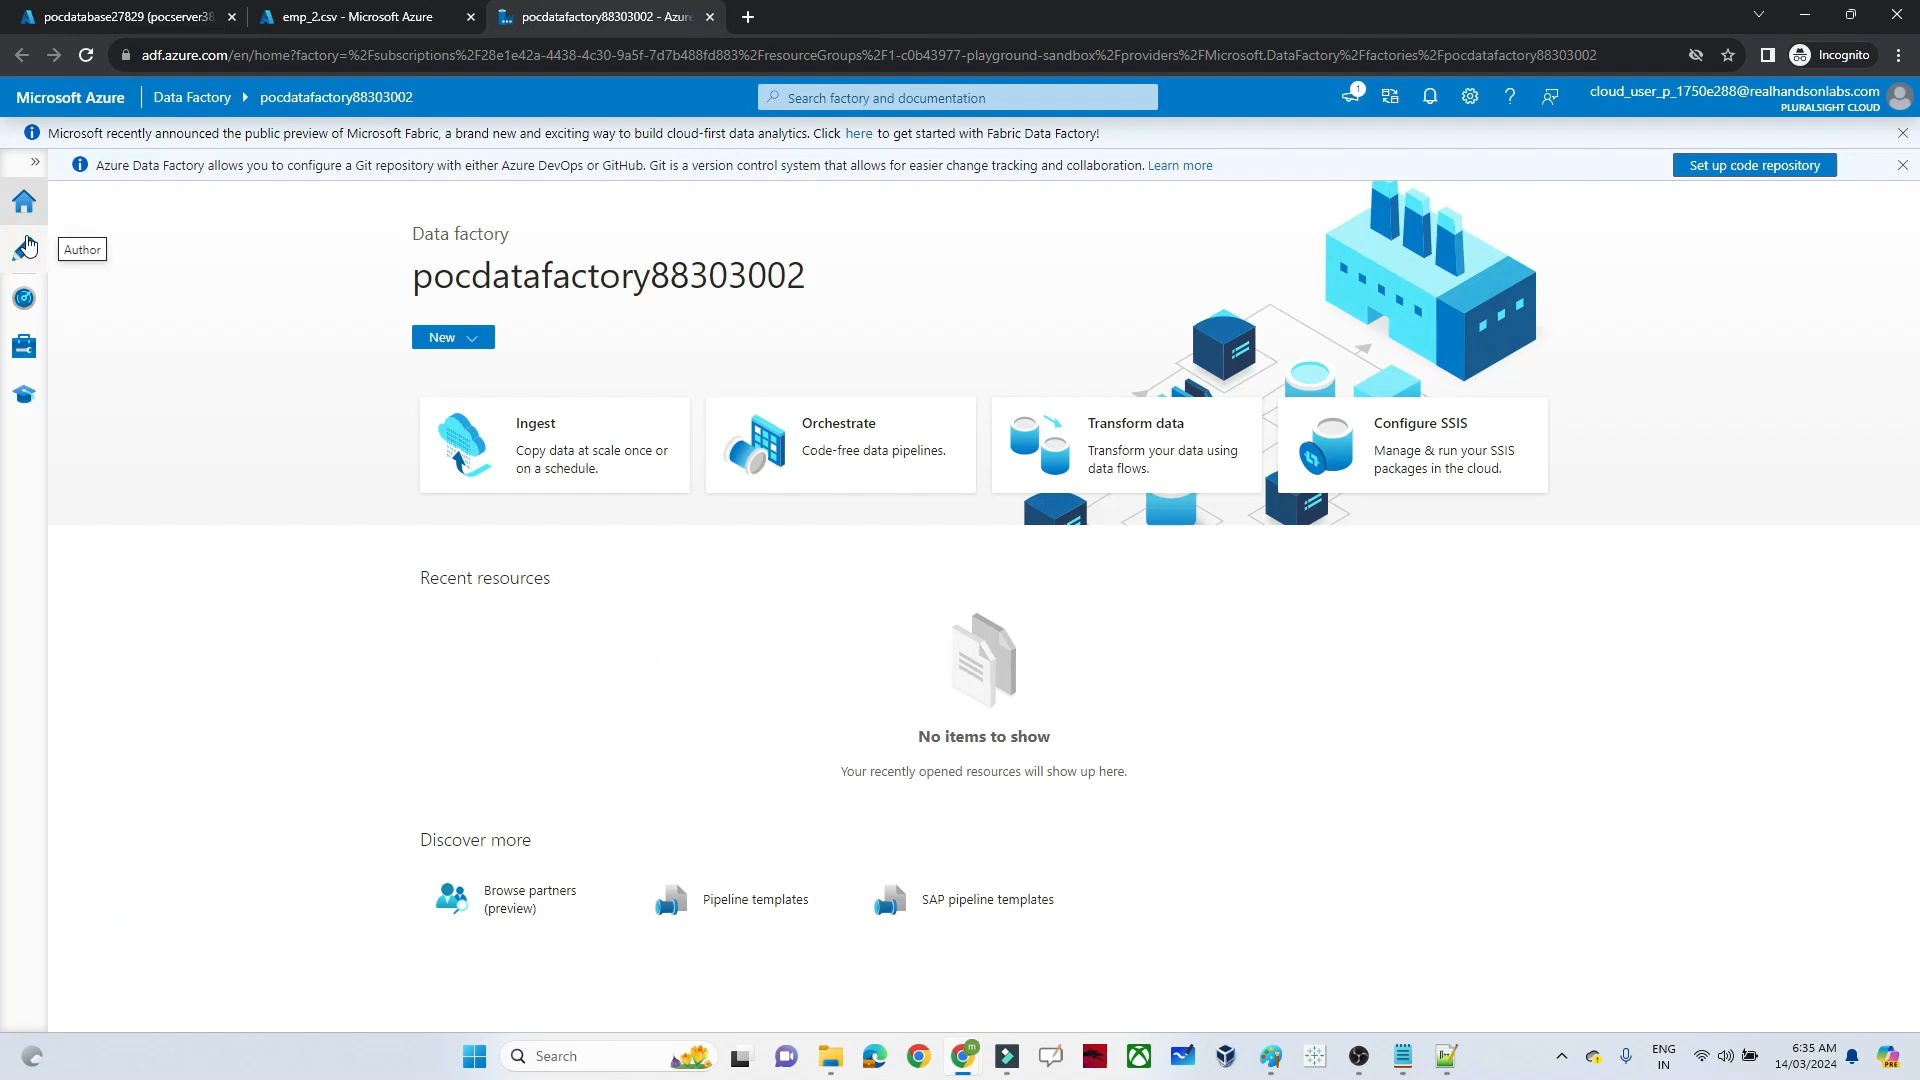 pocdatabase27829 (pocserver38
emp_2.csv - Microsoft Azure
pocdatafactory88303002 - Azur
adf.azure.com/en/home?factory=%2Fsubscriptions%2F28e1e42a-4438-4c30-9a5f-7d7b488fd883%2FresourceGroups%2F1-c0b43977-playground-sandbox%2Fproviders%2FMicrosoft.DataFactory%2Ffactories%2Fpocdatafactory88303002
Incognito
Microsoft Azure
Data Factory
pocdatafactory88303002
Search factory and documentation
1
cloud_user_p_1750e288@realhandsonlabs.com
PLURALSIGHT CLOUD
Microsoft recently announced the public preview of Microsoft Fabric, a brand new and exciting way to build cloud-first data analytics. Click here to get started with Fabric Data Factory!
Azure Data Factory allows you to configure a Git repository with either Azure DevOps or GitHub. Git is a version control system that allows for easier change tracking and collaboration. Learn more
Set up code repository
Author
Data factory
pocdatafactory88303002
New
Ingest
Copy data at scale once or
on a schedule.
Orchestrate
Code-free data pipelines.
Transform data
Transform your data using
data flows.
Configure SSIS
Manage & run your SSIS
packages in the cloud.
Recent resources
No items to show
Your recently opened resources will show up here.
Discover more
Browse partners
(preview)
Pipeline templates
SAP pipeline templates
Search
m
ENG
IN
6:35 AM
14/03/2024
PRE